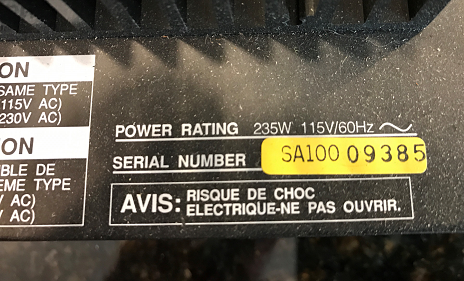 ON
SAME TYPE
(115V AC)
230V AC)
ON
IBLE DE
EME TYPE
V AC)
V AC)
POWER RATING 235W 115V/60Hz
SERIAL NUMBER SA100 09385
AVIS: RISQUE DE CHOC
ELECTRIQUE-NE PAS OUVRIR.